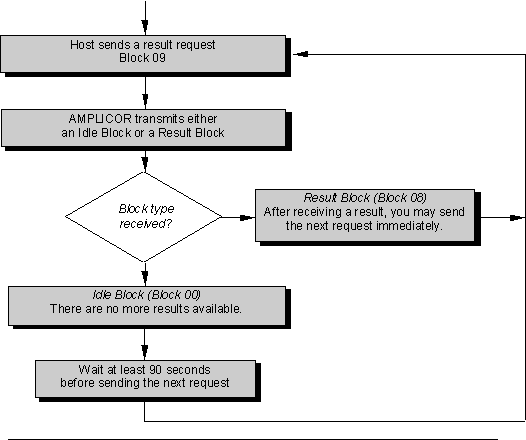 Host sends a result request
Block 09
AMPLICOR transmits either
an Idle Block or a Result Block
Block type
received?
Result Block (Block 08)
After receiving a result, you may send
the next request immediately.
Idle Block (Block 00)
There are no more results available.
Wait at least 90 seconds
before sending the next request